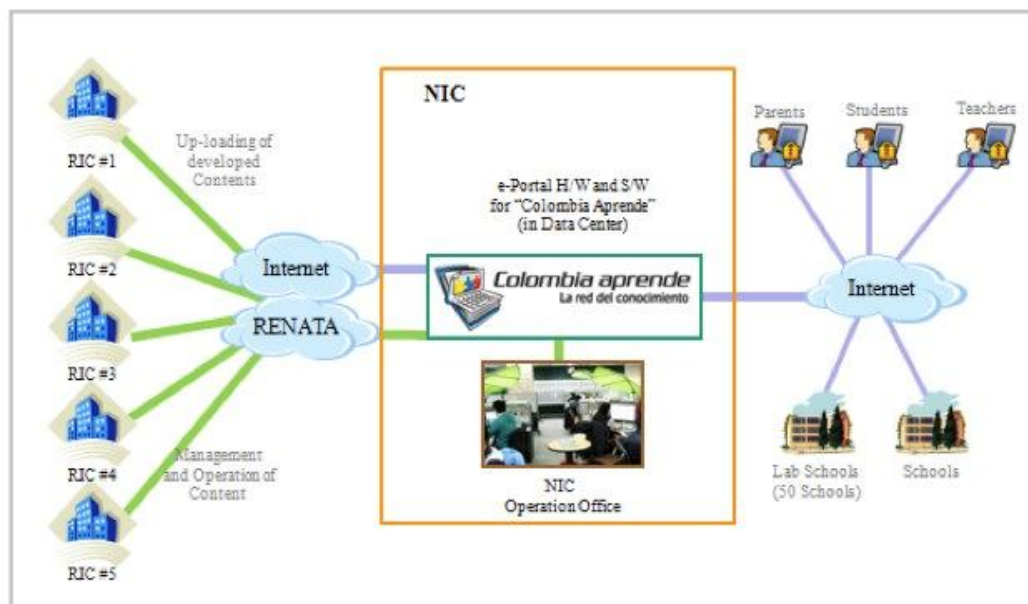 NIC
Parents
Students
Teachers
RIC #1
Up-loading of
developed
Contents
e-Portal H/W and S/W
for “Colombia Aprende”
(in Data Center)
RIC #2
Internet
Colombia aprende
La red del conocimiento
Internet
RENATA
RIC #3
RIC #4
Management
and Operation of
Content
NIC
Operation Office
Lab Schools
(50 Schools)
Schools
RIC #5